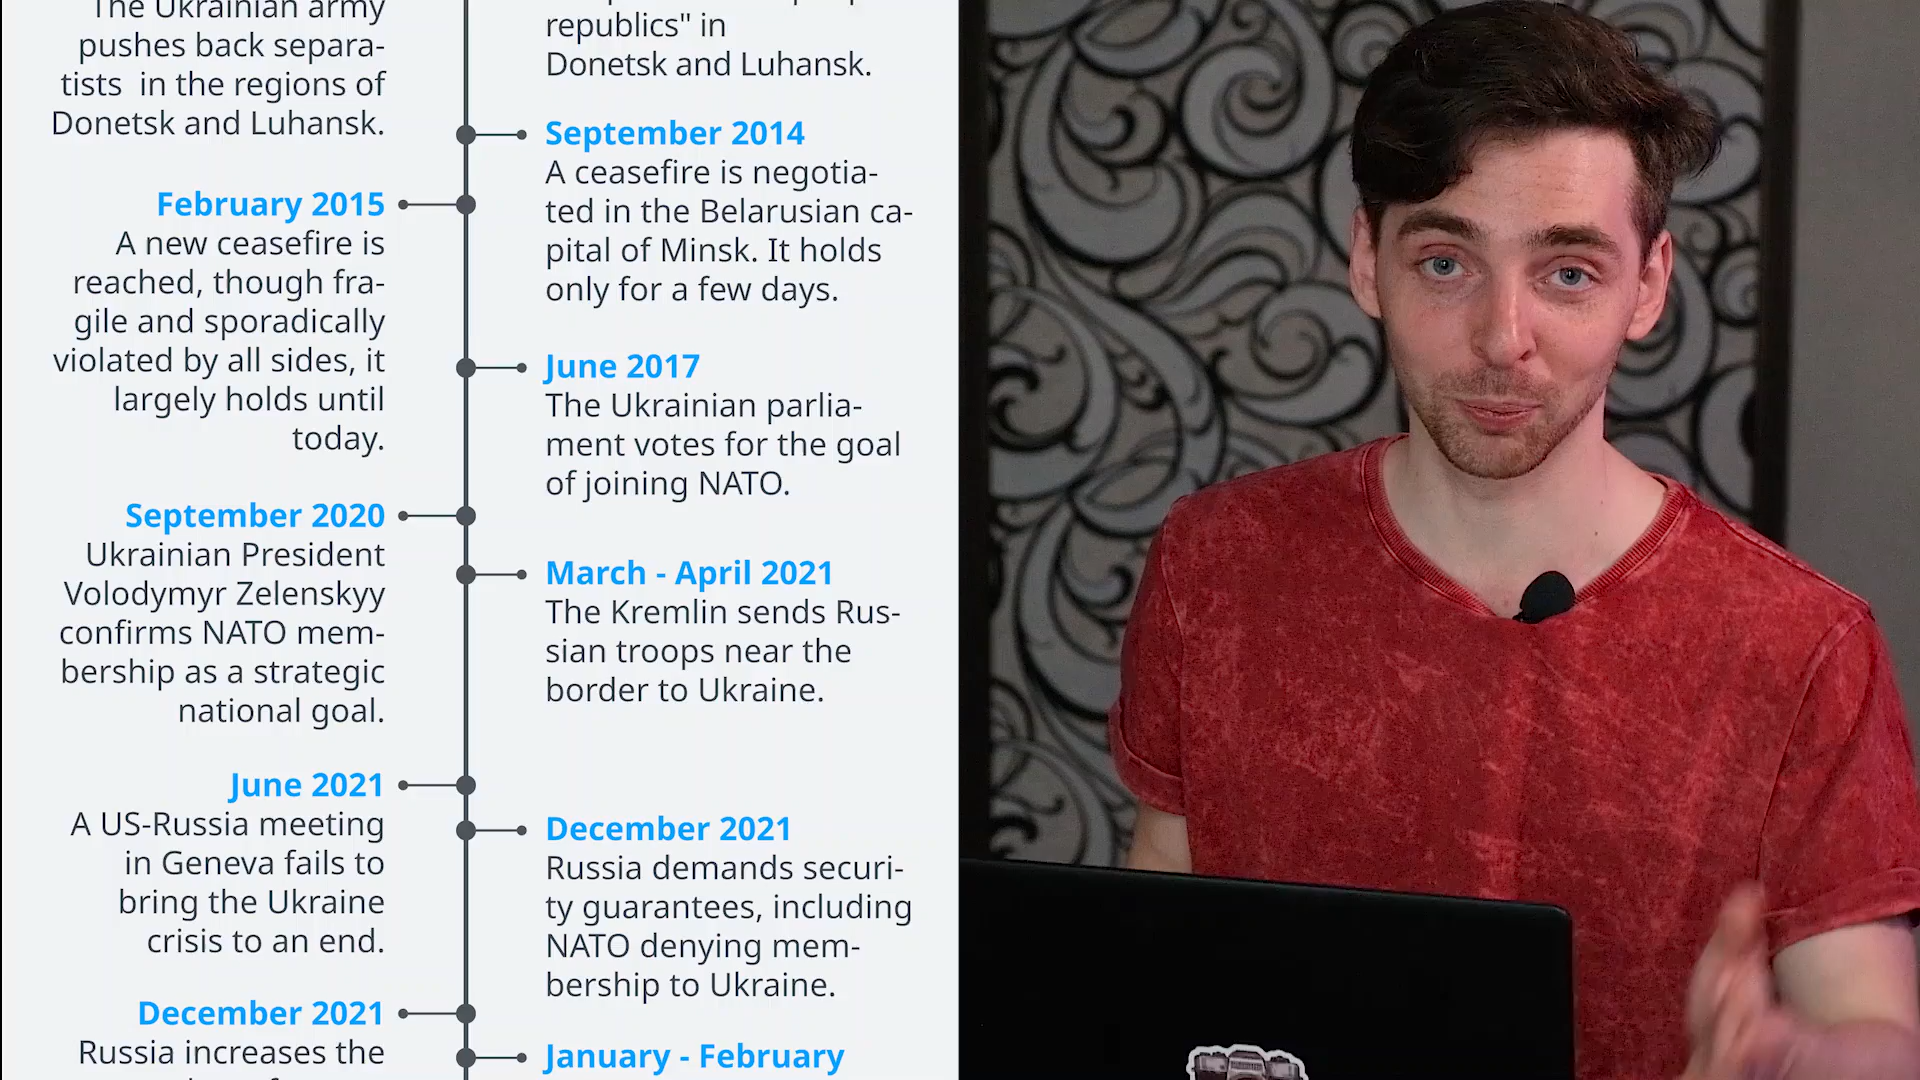 The Ukrainian army
pushes back separa-
tists in the regions of
Donetsk and Luhansk.
republics" in
Donetsk and Luhansk.
September 2014
A ceasefire is negotia-
ted in the Belarusian ca-
pital of Minsk. It holds
only for a few days.
February 2015
A new ceasefire is
reached, though fra-
gile and sporadically
violated by all sides, it
largely holds until
today.
June 2017
The Ukrainian parlia-
ment votes for the goal
of joining NATO.
September 2020
Ukrainian President
Volodymyr Zelenskyy
confirms NATO mem-
bership as a strategic
national goal.
March - April 2021
The Kremlin sends Rus-
sian troops near the
border to Ukraine.
June 2021
A US-Russia meeting
in Geneva fails to
bring the Ukraine
crisis to an end.
December 2021
Russia demands securi-
ty guarantees, including
NATO denying mem-
bership to Ukraine.
December 2021
Russia increases the
January - February